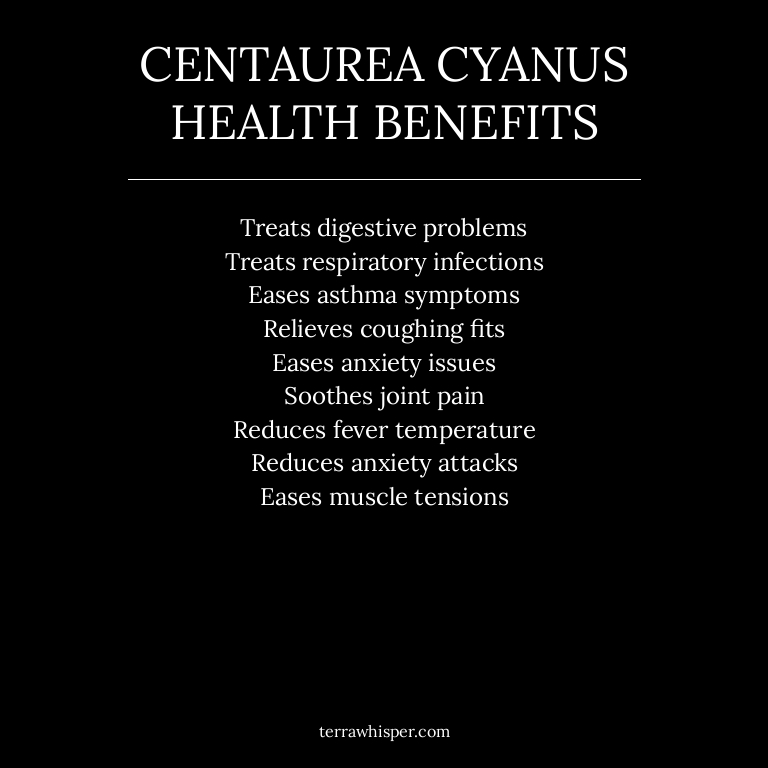 CENTAUREA CYANUS
HEALTH BENEFITS
Treats digestive problems
Treats respiratory infections
Eases asthma symptoms
Relieves coughing fits
Eases anxiety issues
Soothes joint pain
Reduces fever temperature
Reduces anxiety attacks
Eases muscle tensions
terrawhisper.com